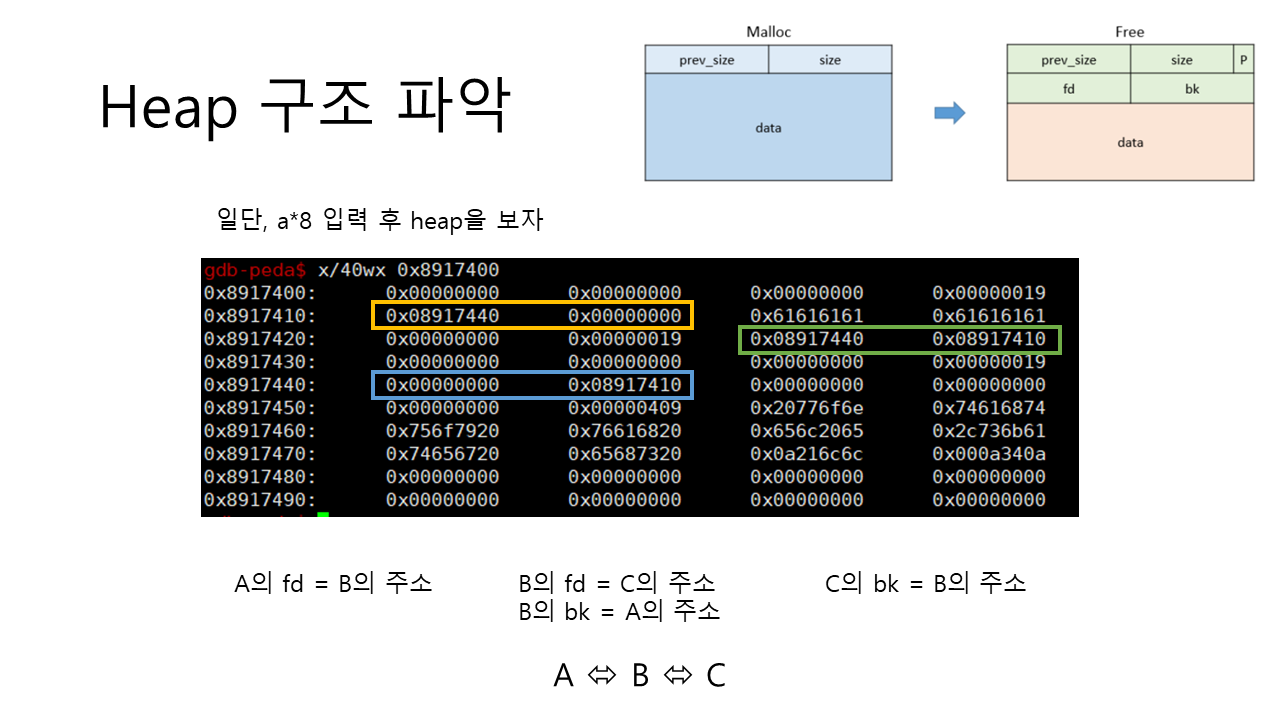 Malloc
Free
prev_size size
prev_size size P
fd bk
data
data
Heap 구조 파악
일단, a*8 입력 후 heap을 보자
gdb-peda$ x/40wx 0x8917400
0x8917400: 0x00000000 0x00000000 0x00000000 0x00000019
0x8917410: 0x08917440 0x00000000 0x61616161 0x61616161
0x8917420: 0x00000000 0x00000019 0x08917440 0x08917410
0x8917430: 0x00000000 0x00000000 0x00000000 0x00000019
0x8917440: 0x00000000 0x08917410 0x00000000 0x00000000
0x8917450: 0x00000000 0x00000409 0x20776f6e 0x74616874
0x8917460: 0x756f7920 0x76616820 0x656c2065 0x2c736b61
0x8917470: 0x74656720 0x65687320 0x0a216c6c 0x000a340a
0x8917480: 0x00000000 0x00000000 0x00000000 0x00000000
0x8917490: 0x00000000 0x00000000 0x00000000 0x00000000
A의 fd = B의 주소
B의 fd = C의 주소
B의 bk = A의 주소
C의 bk = B의 주소
A ⬄ B ⬄ C